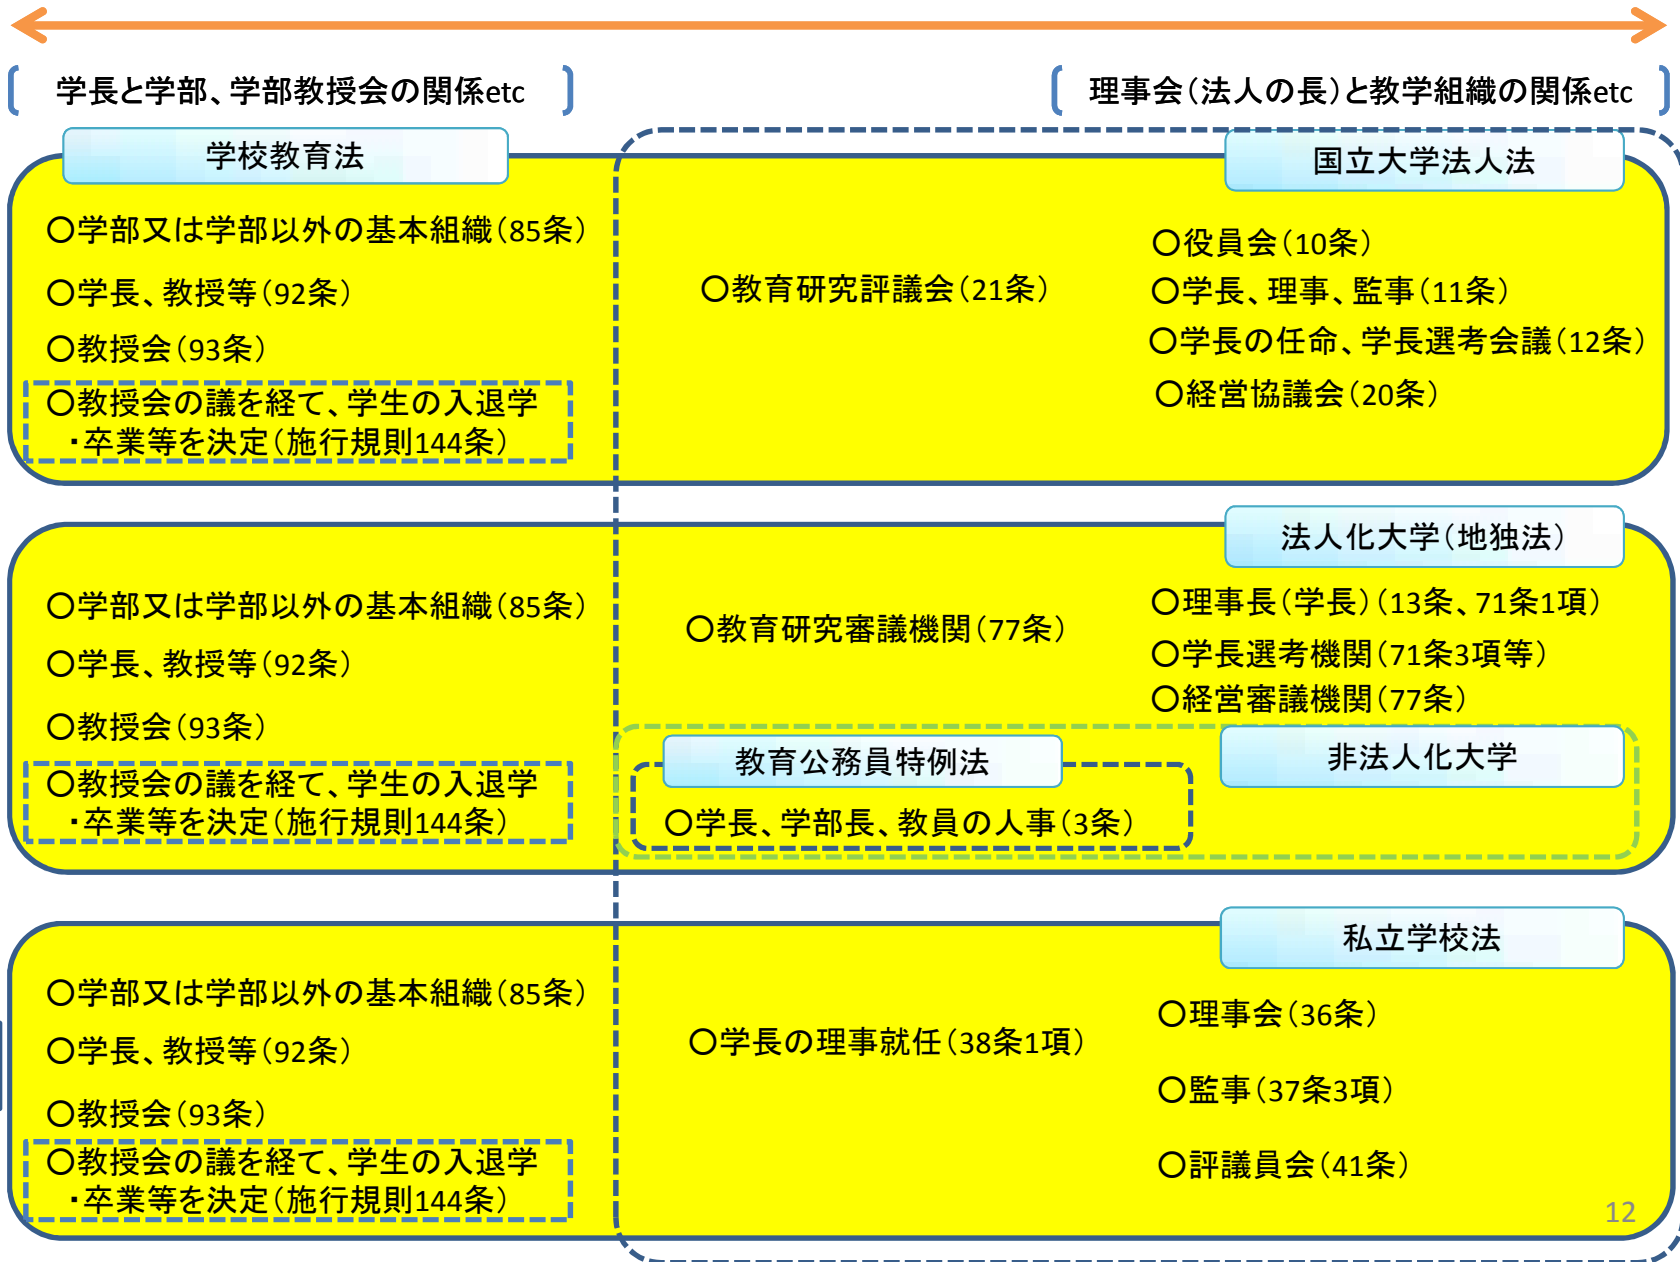 学長と学部、学部教授会の関係etc
理事会（法人の長）と教学組織の関係etc
学校教育法
国立大学法人法
〇学部又は学部以外の基本組織（85条）
〇学長、教授等（92条）
〇教授会（93条）
〇教授会の議を経て、学生の入退学
・卒業等を決定（施行規則144条）
〇教育研究評議会（21条）
〇役員会（10条）
〇学長、理事、監事（11条）
〇学長の任命、学長選考会議（12条）
〇経営協議会（20条）
法人化大学（地独法）
〇学部又は学部以外の基本組織（85条）
〇学長、教授等（92条）
〇教授会（93条）
〇教授会の議を経て、学生の入退学
・卒業等を決定（施行規則144条）
〇教育研究審議機関（77条）
〇理事長（学長）（13条、71条1項）
〇学長選考機関（71条3項等）
〇経営審議機関（77条）
教育公務員特例法
〇学長、学部長、教員の人事（3条）
非法人化大学
私立学校法
〇学部又は学部以外の基本組織（85条）
〇学長、教授等（92条）
〇教授会（93条）
〇教授会の議を経て、学生の入退学
・卒業等を決定（施行規則144条）
〇学長の理事就任（38条1項）
〇理事会（36条）
〇監事（37条3項）
〇評議員会（41条）
12